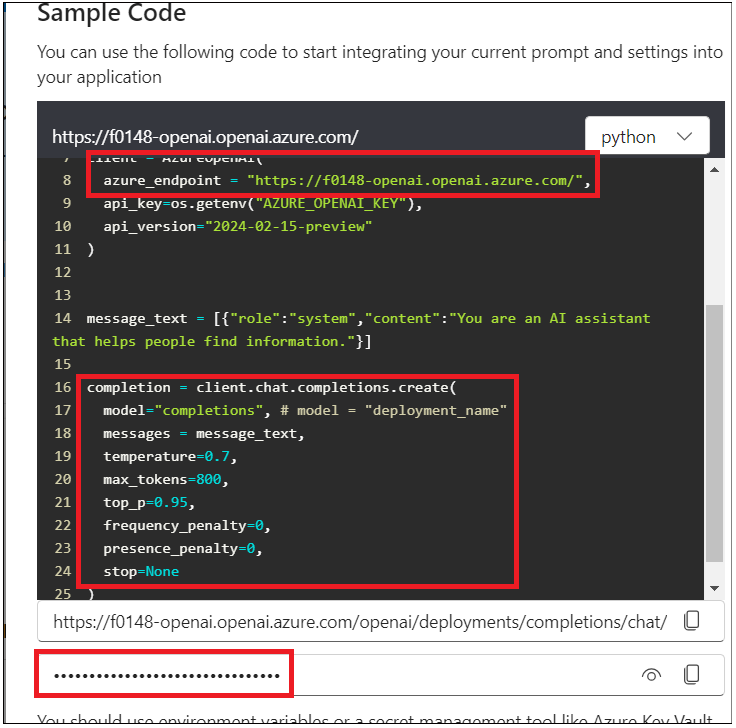 Sample Code
You can use the following code to start integrating your current prompt and settings into
your application
https://f0148-openai.openai.azure.com/
python
7 client = AzureOpenAI(
8 azure_endpoint = "https://f0148-openai.openai.azure.com/",
9 api_key=os.getenv("AZURE_OPENAI_KEY"),
10 api_version="2024-02-15-preview"
11 )
12
13
14 message_text = [{"role":"system","content":"You are an AI assistant
that helps people find information."}]
15
16 completion = client.chat.completions.create(
17 model="completions", # model = "deployment_name"
18 messages = message_text,
19 temperature=0.7,
20 max_tokens=800,
21 top_p=0.95,
22 frequency_penalty=0,
23 presence_penalty=0,
24 stop=None
25 )
https://f0148-openai.openai.azure.com/openai/deployments/completions/chat/
••••••••••••••••••••••••••••••••
You should use environment variables or a secret management tool like Azure Key Vault